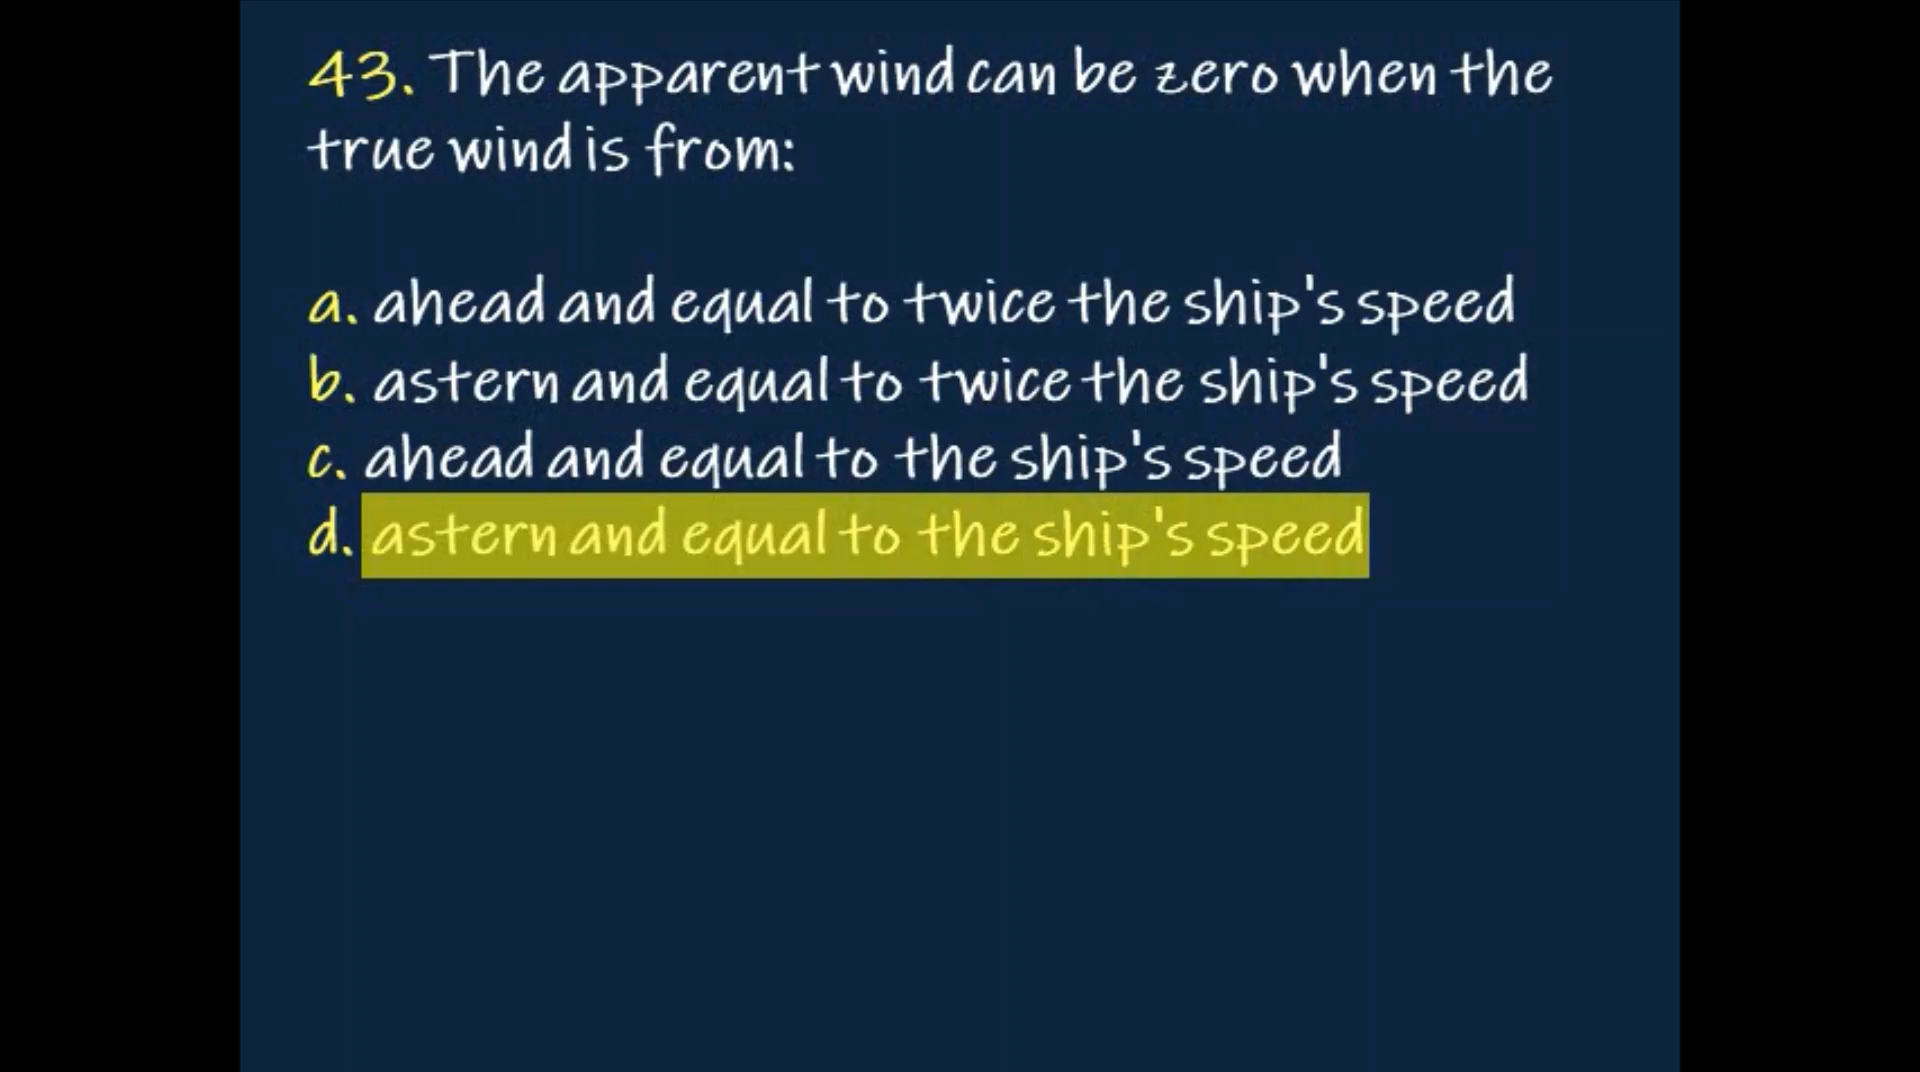 43. The apparent wind can be zero when the
true wind is from:
a. ahead and equal to twice the ship's speed
b. astern and equal to twice the ship's speed
c. ahead and equal to the ship's speed
d. astern and equal to the ship's speed